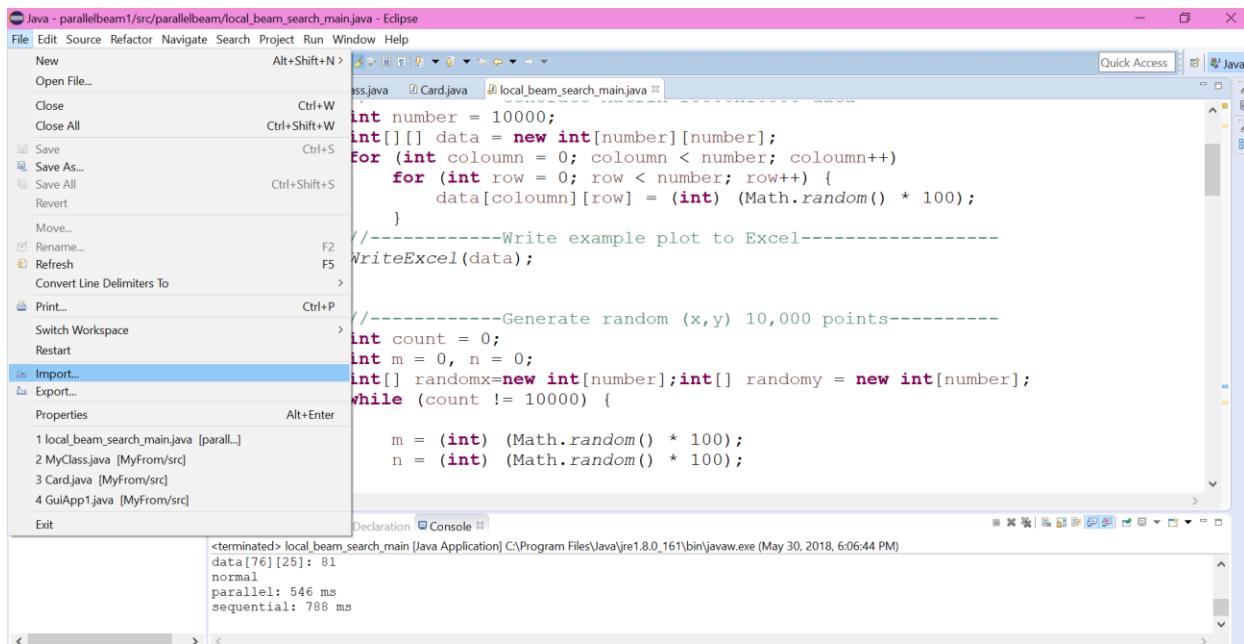 Java - parallelbeam1/src/parallelbeam/local_beam_search_main.java - Eclipse
File Edit Source Refactor Navigate Search Project Run Window Help
New Alt+Shift+N >
Open File...
Close Ctrl+W
Close All Ctrl+Shift+W
Save Ctrl+S
Save As...
Save All Ctrl+Shift+S
Revert
Move...
Rename... F2
Refresh F5
Convert Line Delimiters To >
Print... Ctrl+P
Switch Workspace >
Restart
Import...
Export...
Properties Alt+Enter
1 local_beam_search_main.java [parall...]
2 MyClass.java [MyFrom/src]
3 Card.java [MyFrom/src]
4 GuiApp1.java [MyFrom/src]
Exit
Quick Access Java
ass.java Card.java local_beam_search_main.java
int number = 10000;
int[][] data = new int[number][number];
for (int coloumn = 0; coloumn < number; coloumn++)
for (int row = 0; row < number; row++) {
data[coloumn][row] = (int) (Math.random() * 100);
}
//------------Write example plot to Excel------------------
WriteExcel(data);
//------------Generate random (x,y) 10,000 points----------
int count = 0;
int m = 0, n = 0;
int[] randomx=new int[number];int[] randomy = new int[number];
while (count != 10000) {
m = (int) (Math.random() * 100);
n = (int) (Math.random() * 100);
Declaration Console
<terminated> local_beam_search_main [Java Application] C:\Program Files\Java\jre1.8.0_161\bin\javaw.exe (May 30, 2018, 6:06:44 PM)
data[76][25]: 81
normal
parallel: 546 ms
sequential: 788 ms